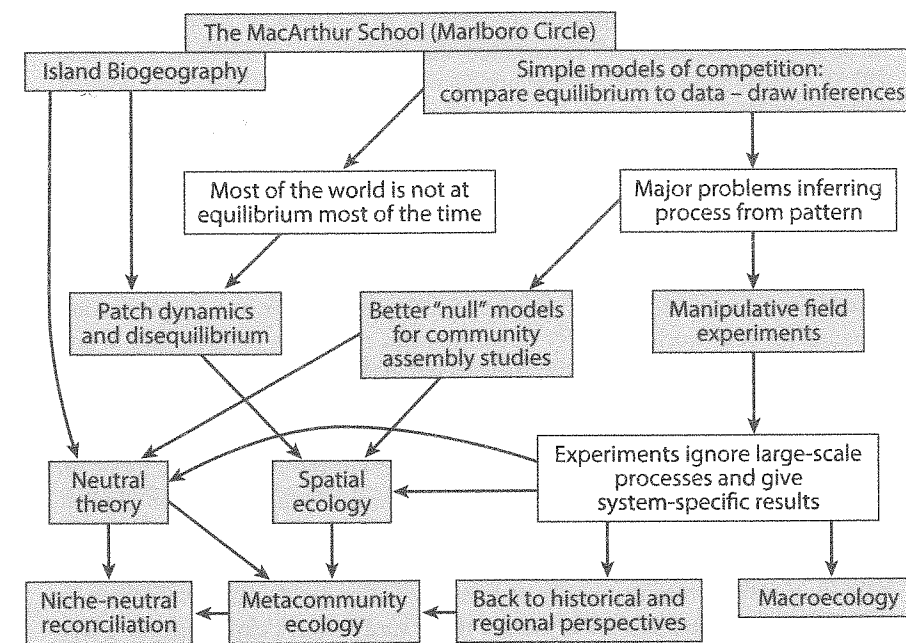 The MacArthur School (Marlboro Circle)
Island Biogeography
Simple models of competition:
compare equilibrium to data – draw inferences
Most of the world is not at
equilibrium most of the time
Major problems inferring
process from pattern
Patch dynamics
and disequilibrium
Better "null" models
for community
assembly studies
Manipulative field
experiments
Neutral
theory
Spatial
ecology
Experiments ignore large-scale
processes and give
system-specific results
Niche-neutral
reconciliation
Metacommunity
ecology
Back to historical and
regional perspectives
Macroecology